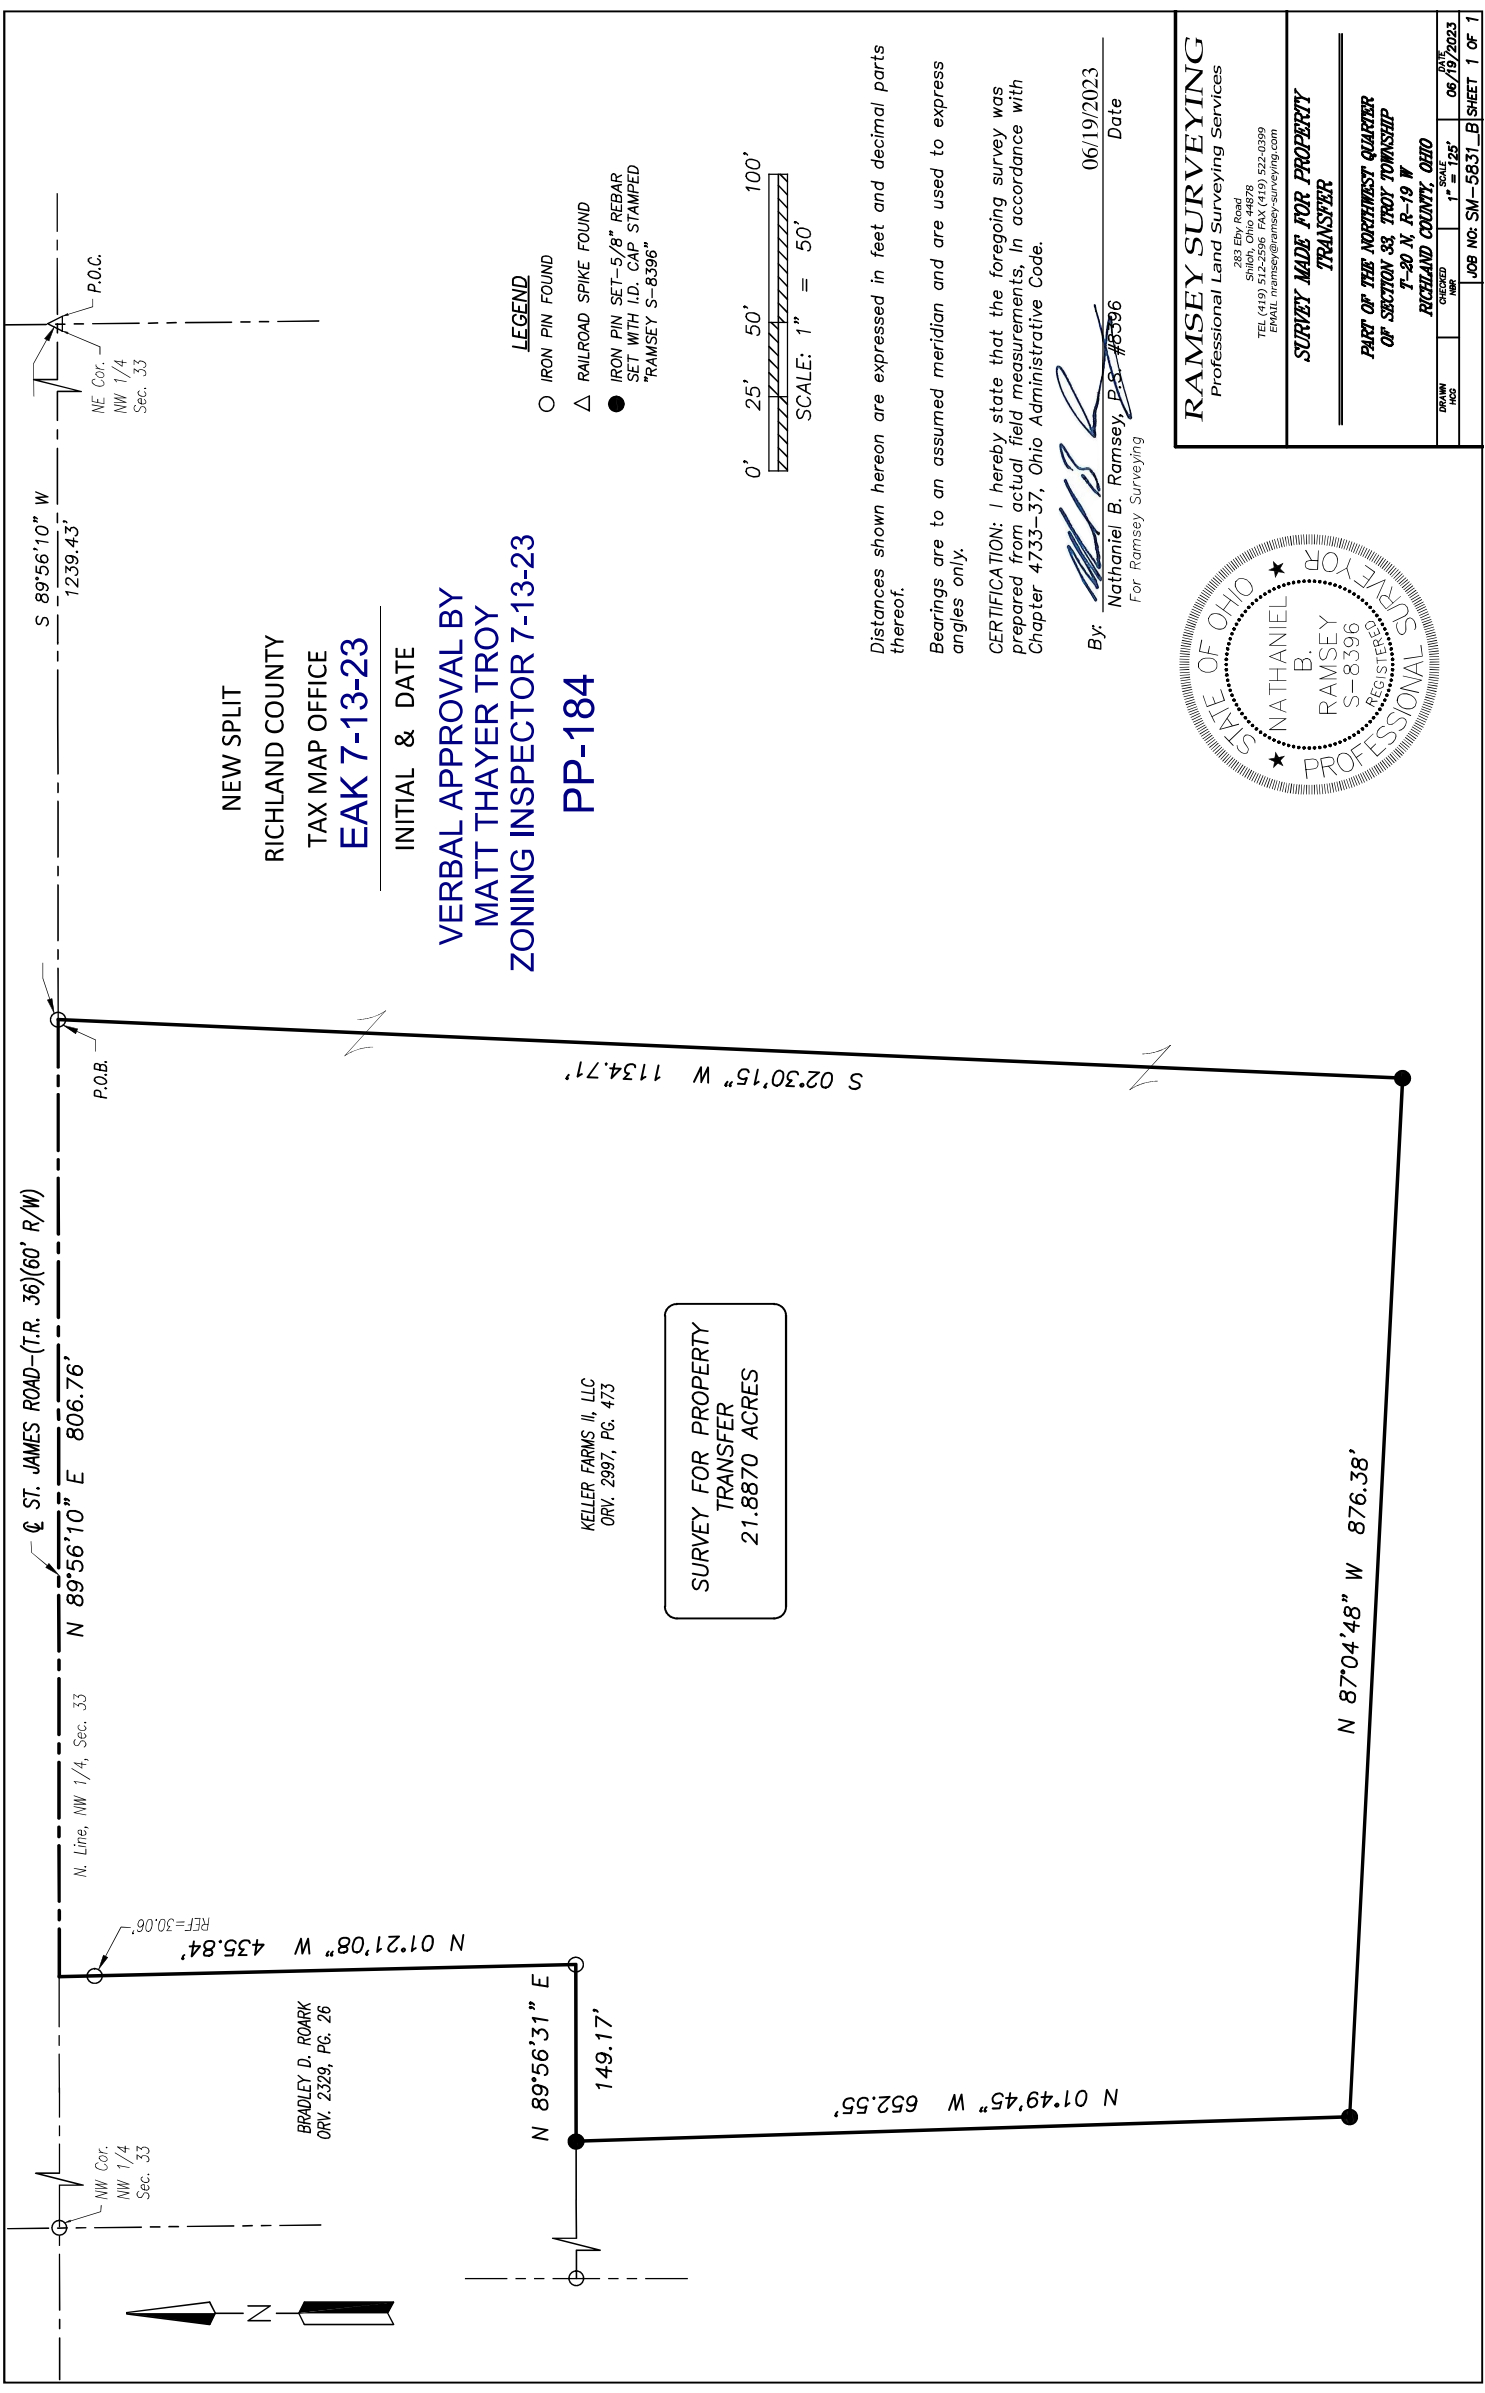 ℄ ST. JAMES ROAD-(T.R. 36)(60' R/W)
N 89°56'10" E 806.76'
N. Line, NW 1/4, Sec. 33
S 89°56'10" W
1239.43'
NW Cor.
NW 1/4
Sec. 33
P.O.B.
NE Cor.
NW 1/4
Sec. 33
P.O.C.
N
REF=30.06'
N 01°21'08" W 435.84'
BRADLEY D. ROARK
ORV. 2329, PG. 26
N 89°56'31" E
149.17'
N 01°49'45" W 652.55'
N 87°04'48" W 876.38'
S 02°30'15" W 1134.71'
KELLER FARMS II, LLC
ORV. 2997, PG. 473
SURVEY FOR PROPERTY
TRANSFER
21.8870 ACRES
NEW SPLIT
RICHLAND COUNTY
TAX MAP OFFICE
EAK 7-13-23
INITIAL & DATE
VERBAL APPROVAL BY
MATT THAYER TROY
ZONING INSPECTOR 7-13-23
PP-184
LEGEND
IRON PIN FOUND
RAILROAD SPIKE FOUND
IRON PIN SET-5/8" REBAR
SET WITH I.D. CAP STAMPED
"RAMSEY S-8396"
0' 25' 50' 100'
SCALE: 1" = 50'
Distances shown hereon are expressed in feet and decimal parts
thereof.
Bearings are to an assumed meridian and are used to express
angles only.
CERTIFICATION: I hereby state that the foregoing survey was
prepared from actual field measurements, In accordance with
Chapter 4733-37, Ohio Administrative Code.
By: 06/19/2023
Nathaniel B. Ramsey, P.S. #8396 Date
For Ramsey Surveying
STATE OF OHIO
NATHANIEL
B.
RAMSEY
S-8396
REGISTERED
PROFESSIONAL SURVEYOR
RAMSEY SURVEYING
Professional Land Surveying Services
283 Eby Road
Shiloh, Ohio 44878
TEL (419) 512-2596 FAX (419) 522-0399
EMAIL nramsey@ramsey-surveying.com
SURVEY MADE FOR PROPERTY
TRANSFER
PART OF THE NORTHWEST QUARTER
OF SECTION 33, TROY TOWNSHIP
T-20 N, R-19 W
RICHLAND COUNTY, OHIO
DRAWN CHECKED SCALE DATE
HCG NBR 1" = 125' 06/19/2023
JOB NO: SM-5831_B SHEET 1 OF 1